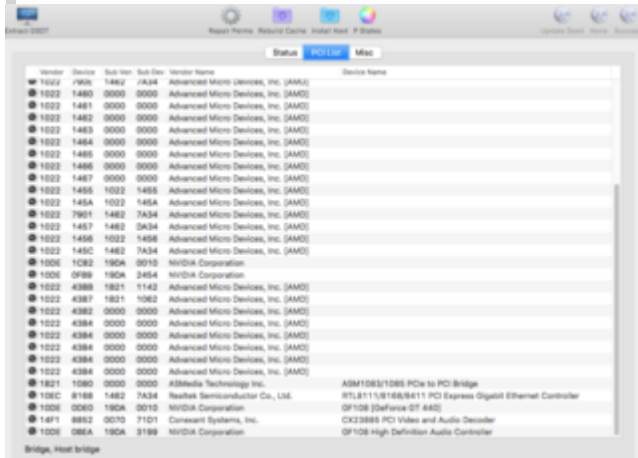 Extract DSDT Repair Perms Rebuild Cache Install Kext P States Update Seed None Success
Status PCI List Misc
Vendor Device Sub Ven Sub Dev Vendor Name Device Name
1022 790E 1462 7A34 Advanced Micro Devices, Inc. [AMD]
1022 1460 0000 0000 Advanced Micro Devices, Inc. [AMD]
1022 1461 0000 0000 Advanced Micro Devices, Inc. [AMD]
1022 1462 0000 0000 Advanced Micro Devices, Inc. [AMD]
1022 1463 0000 0000 Advanced Micro Devices, Inc. [AMD]
1022 1464 0000 0000 Advanced Micro Devices, Inc. [AMD]
1022 1465 0000 0000 Advanced Micro Devices, Inc. [AMD]
1022 1466 0000 0000 Advanced Micro Devices, Inc. [AMD]
1022 1467 0000 0000 Advanced Micro Devices, Inc. [AMD]
1022 1455 1022 1455 Advanced Micro Devices, Inc. [AMD]
1022 145A 1022 145A Advanced Micro Devices, Inc. [AMD]
1022 7901 1462 7A34 Advanced Micro Devices, Inc. [AMD]
1022 1457 1462 DA34 Advanced Micro Devices, Inc. [AMD]
1022 1456 1022 1456 Advanced Micro Devices, Inc. [AMD]
1022 145C 1462 7A34 Advanced Micro Devices, Inc. [AMD]
10DE 1C82 19DA 0010 NVIDIA Corporation
10DE 0FB9 19DA 2454 NVIDIA Corporation
1022 43BB 1B21 1142 Advanced Micro Devices, Inc. [AMD]
1022 43B7 1B21 1062 Advanced Micro Devices, Inc. [AMD]
1022 43B2 0000 0000 Advanced Micro Devices, Inc. [AMD]
1022 43B4 0000 0000 Advanced Micro Devices, Inc. [AMD]
1022 43B4 0000 0000 Advanced Micro Devices, Inc. [AMD]
1022 43B4 0000 0000 Advanced Micro Devices, Inc. [AMD]
1022 43B4 0000 0000 Advanced Micro Devices, Inc. [AMD]
1B21 1080 0000 0000 ASMedia Technology Inc. ASM1083/1085 PCIe to PCI Bridge
10EC 8168 1462 7A34 Realtek Semiconductor Co., Ltd. RTL8111/8168/8411 PCI Express Gigabit Ethernet Controller
10DE 0DE0 19DA 0010 NVIDIA Corporation GF108 [GeForce GT 440]
14F1 8852 0070 71D1 Conexant Systems, Inc. CX23885 PCI Video and Audio Decoder
10DE 0BEA 19DA 3199 NVIDIA Corporation GF108 High Definition Audio Controller
Bridge, Host bridge